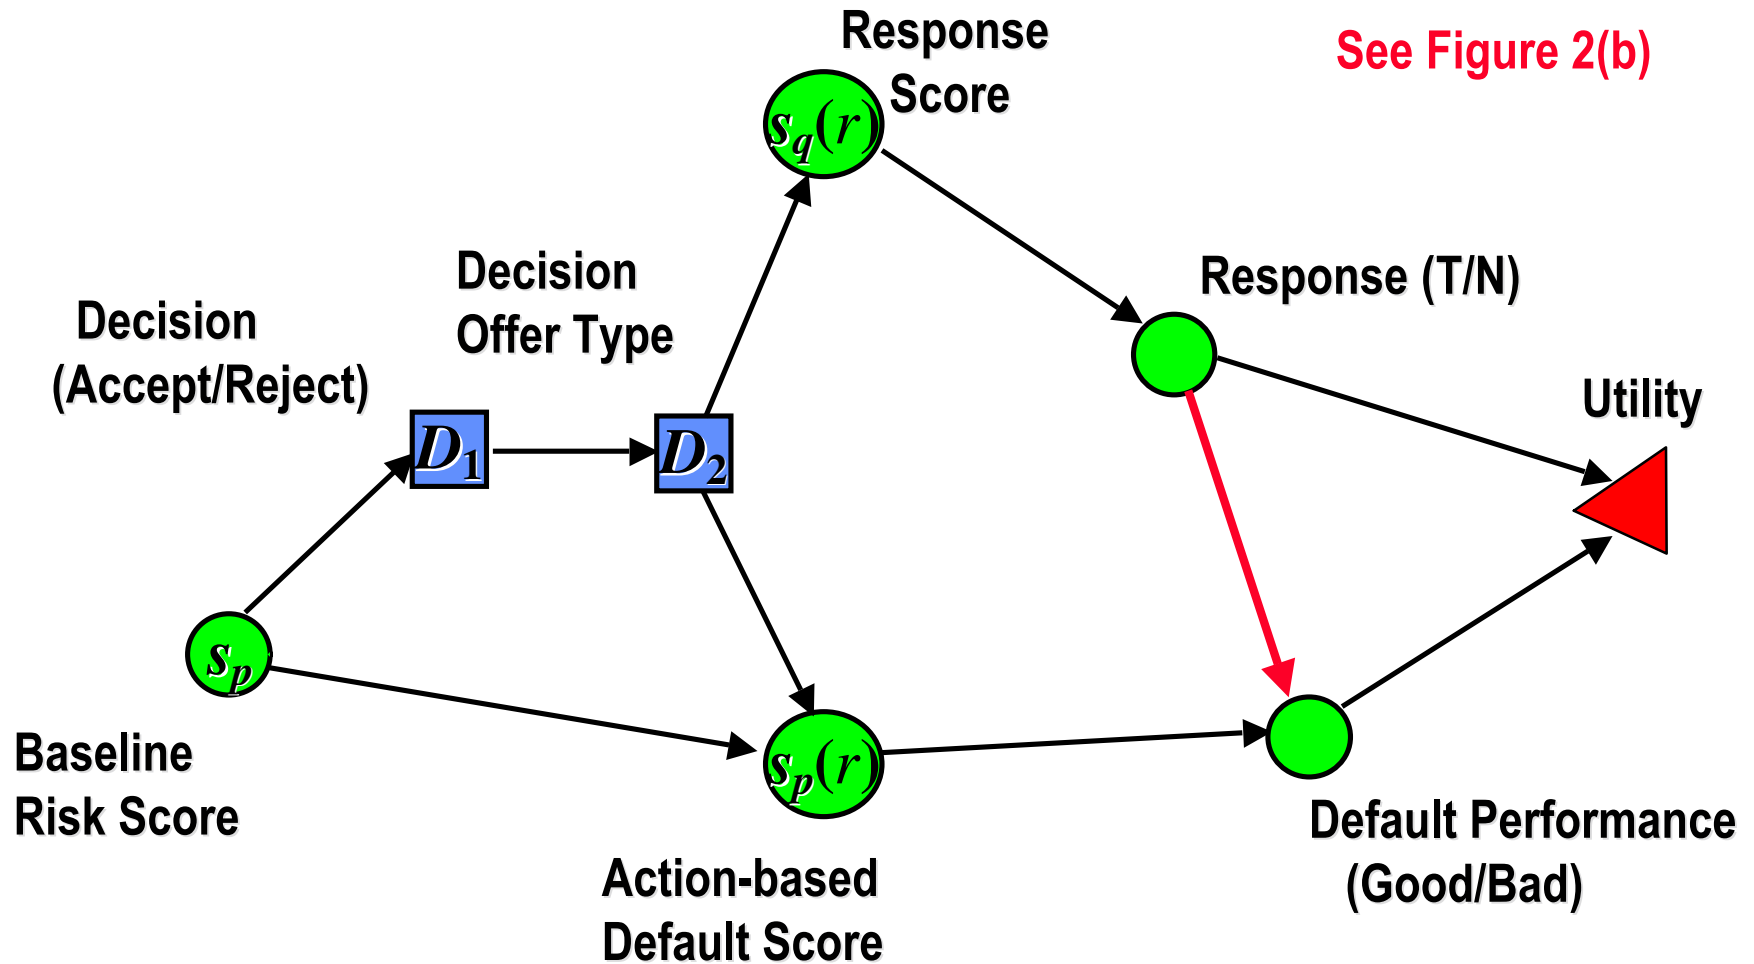 Response
Score
See Figure 2(b)
s_q(r)
Decision
Offer Type
Response (T/N)
Decision
(Accept/Reject)
Utility
D_1
D_2
s_p
Baseline
Risk Score
s_p(r)
Default Performance
(Good/Bad)
Action-based
Default Score